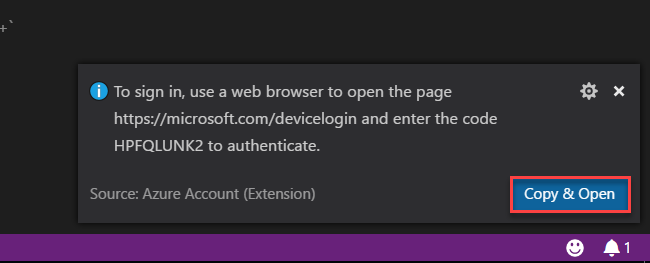 +`
To sign in, use a web browser to open the page
https://microsoft.com/devicelogin and enter the code
HPFQLUNK2 to authenticate.
Source: Azure Account (Extension)
Copy & Open
1